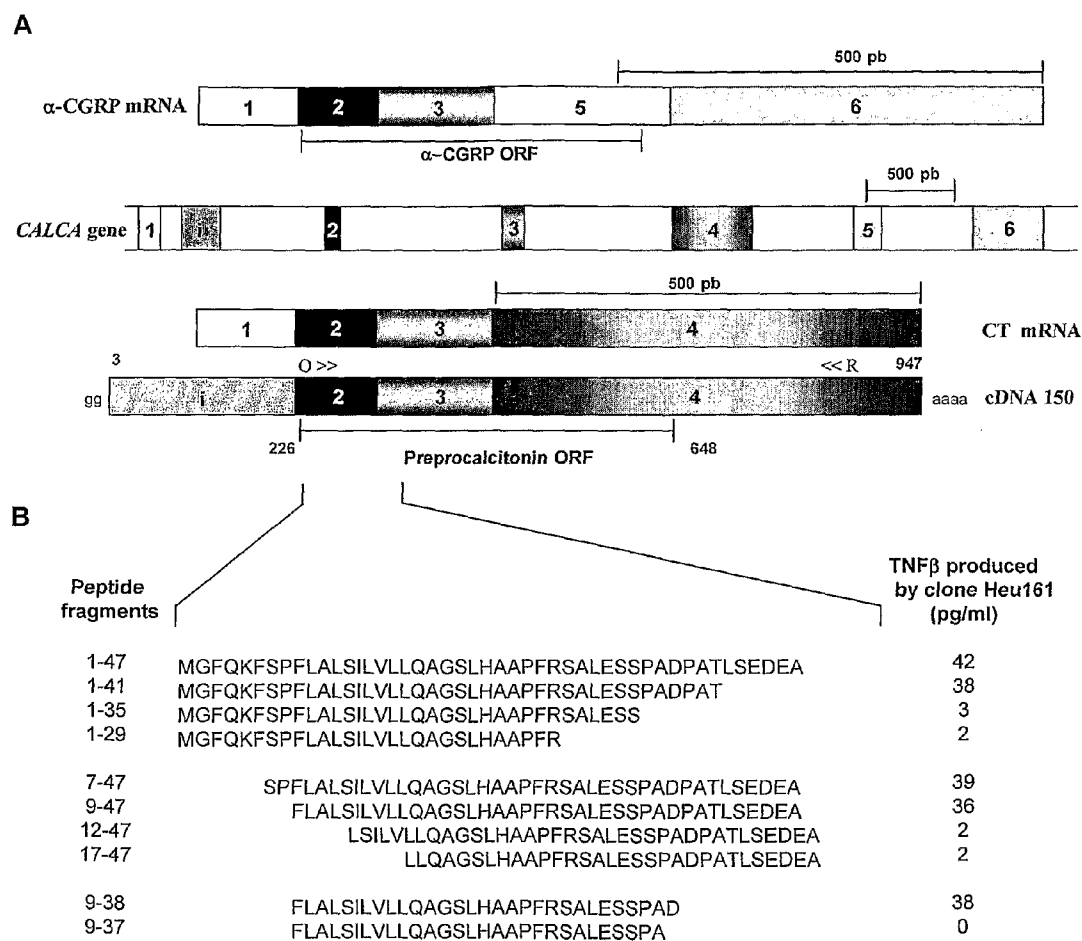 A
500 pb
α-CGRP mRNA 1 2 3 5 6
α-CGRP ORF
500 pb
CALCA gene 1 i 2 3 4 5 6
500 pb
1 2 3 4 CT mRNA
3 O >> << R 947
gg i 2 3 4 aaaa cDNA 150
226 Preprocalcitonin ORF 648
B
Peptide fragments
TNFβ produced by clone Heu161 (pg/ml)
1-47 MGFQKFSPFLALSILVLLQAGSLHAAPFRSALESSPADPATLSEDEA 42
1-41 MGFQKFSPFLALSILVLLQAGSLHAAPFRSALESSPADPAT 38
1-35 MGFQKFSPFLALSILVLLQAGSLHAAPFRSALESS 3
1-29 MGFQKFSPFLALSILVLLQAGSLHAAPFR 2
7-47 SPFLALSILVLLQAGSLHAAPFRSALESSPADPATLSEDEA 39
9-47 FLALSILVLLQAGSLHAAPFRSALESSPADPATLSEDEA 36
12-47 LSILVLLQAGSLHAAPFRSALESSPADPATLSEDEA 2
17-47 LLQAGSLHAAPFRSALESSPADPATLSEDEA 2
9-38 FLALSILVLLQAGSLHAAPFRSALESSPAD 38
9-37 FLALSILVLLQAGSLHAAPFRSALESSPA 0